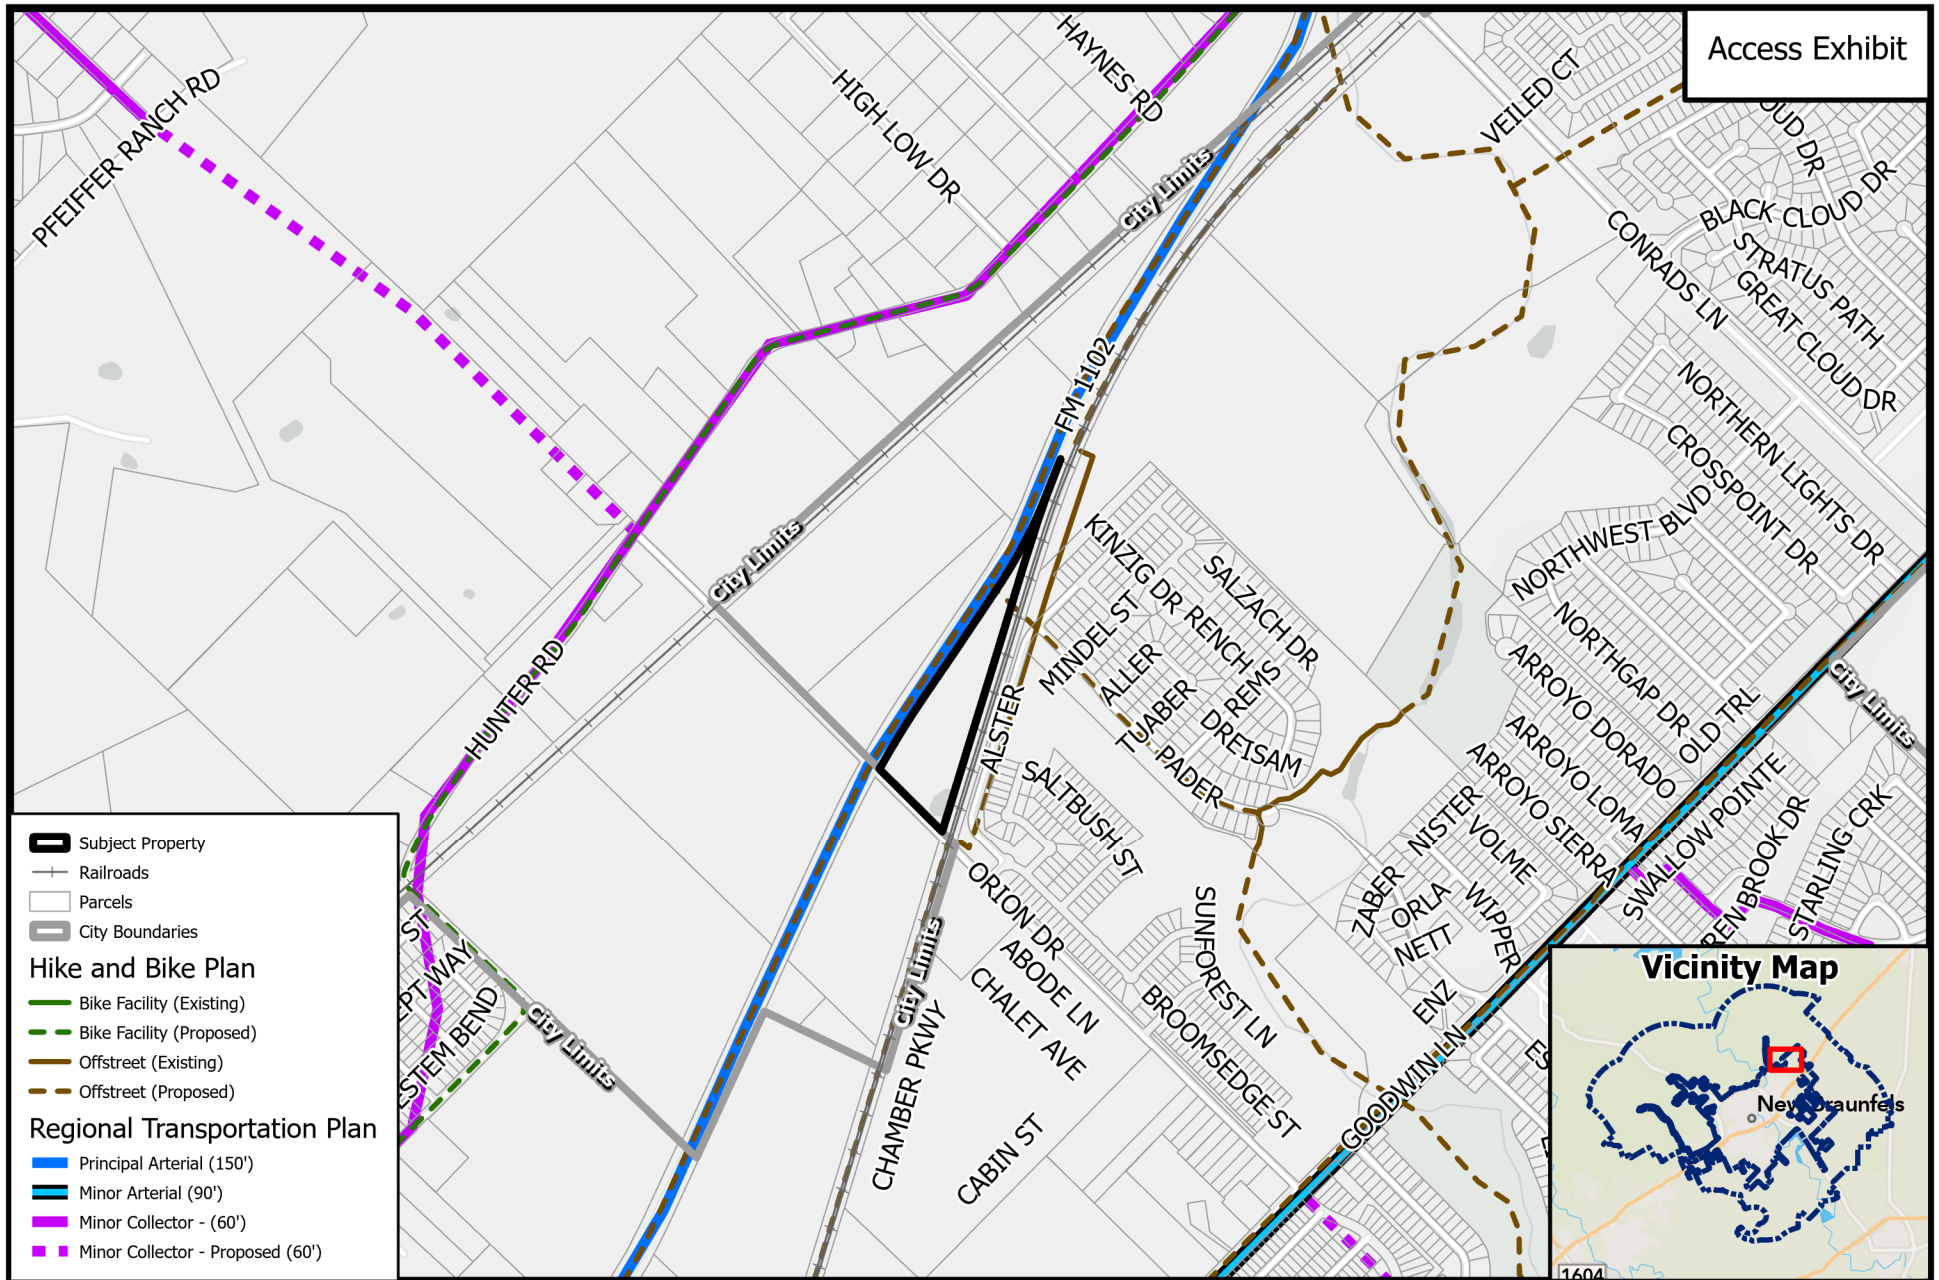 Access Exhibit
PFEIFFER RANCH RD
HIGH LOW DR
HAYNES RD
City Limits
VEILED CT
BLACK CLOUD DR
STRATUS PATH
GREAT CLOUD DR
CONRADS LN
FM 1102
NORTHERN LIGHTS DR
CROSSPOINT DR
NORTHWEST BLVD
City Limits
KINZIG DR
RENCH
SALZACH DR
MINDEL ST
ALLER
JABER
REMS
DREISAM
PADER
NORTHGAP DR
ARROYO DORADO
OLD TRL
ARROYO LOMA
ARROYO SIERRA
City Limits
HUNTER RD
ALSTER
SALTBUSH ST
NISTER
VOLME
ZABER
ORLA
NETT
WIPPER
SWALLOW POINTE
STARLING CRK
ORION DR
ABODE LN
CHALET AVE
SUNFOREST LN
BROOMSEDGE ST
ENZ
GOODWIN LN
City Limits
CHAMBER PKWY
CABIN ST
City Limits
Subject Property
Railroads
Parcels
City Boundaries
Hike and Bike Plan
Bike Facility (Existing)
Bike Facility (Proposed)
Offstreet (Existing)
Offstreet (Proposed)
Regional Transportation Plan
Principal Arterial (150')
Minor Arterial (90')
Minor Collector - (60')
Minor Collector - Proposed (60')
Vicinity Map
New Braunfels
1604